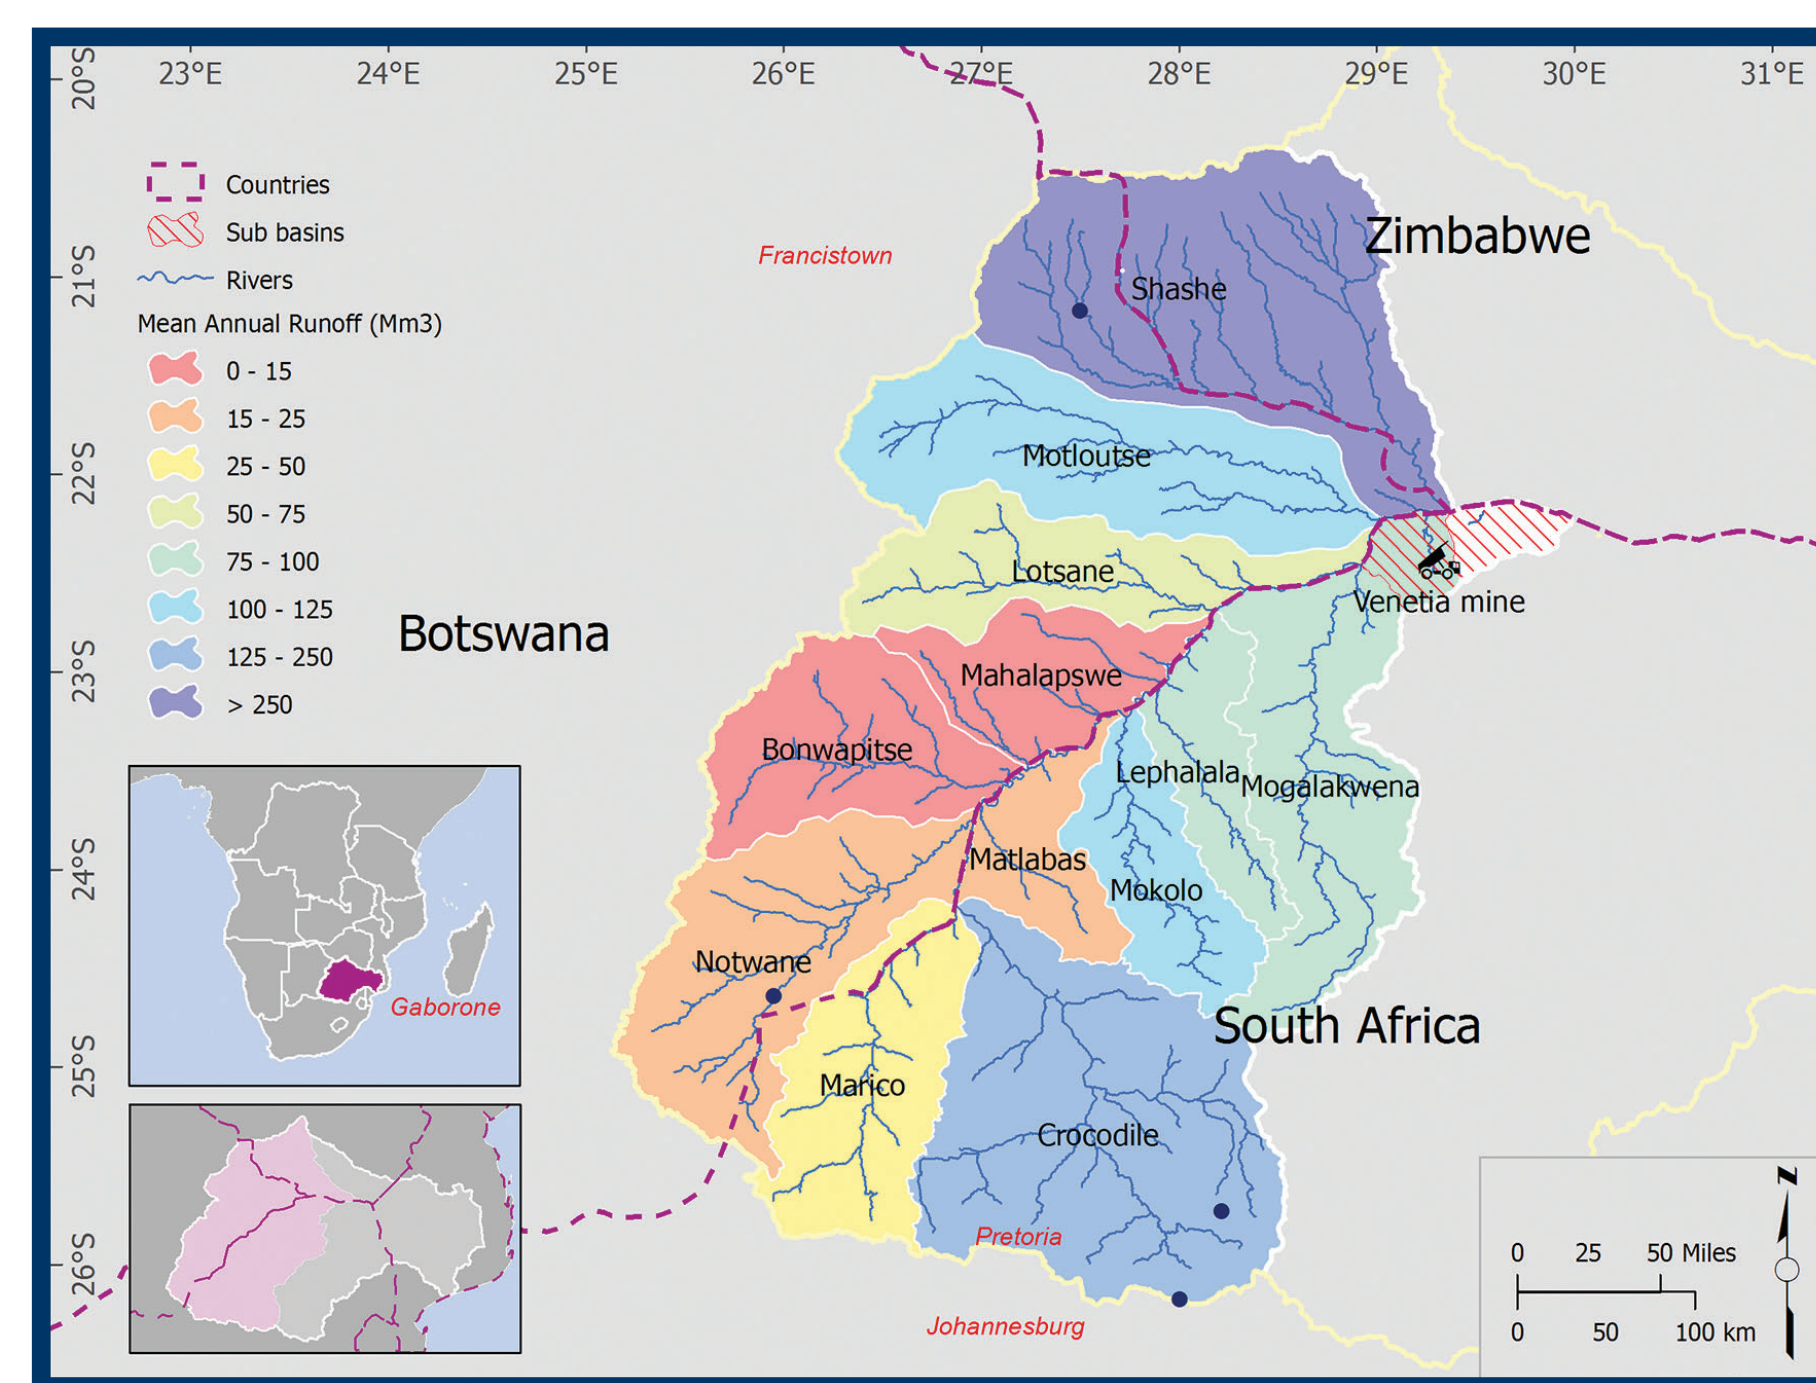 23°E 24°E 25°E 26°E 27°E 28°E 29°E 30°E 31°E
20°S
21°S
22°S
23°S
24°S
25°S
26°S
Countries
Sub basins
Rivers
Mean Annual Runoff (Mm3)
0 - 15
15 - 25
25 - 50
50 - 75
75 - 100
100 - 125
125 - 250
> 250
Francistown
Zimbabwe
Shashe
Motloutse
Lotsane
Venetia mine
Botswana
Mahalapswe
Bonwapitse
Lephalala
Mogalakwena
Matlabas
Mokolo
Notwane
Gaborone
South Africa
Marico
Crocodile
Pretoria
Johannesburg
N
0 25 50 Miles
0 50 100 km